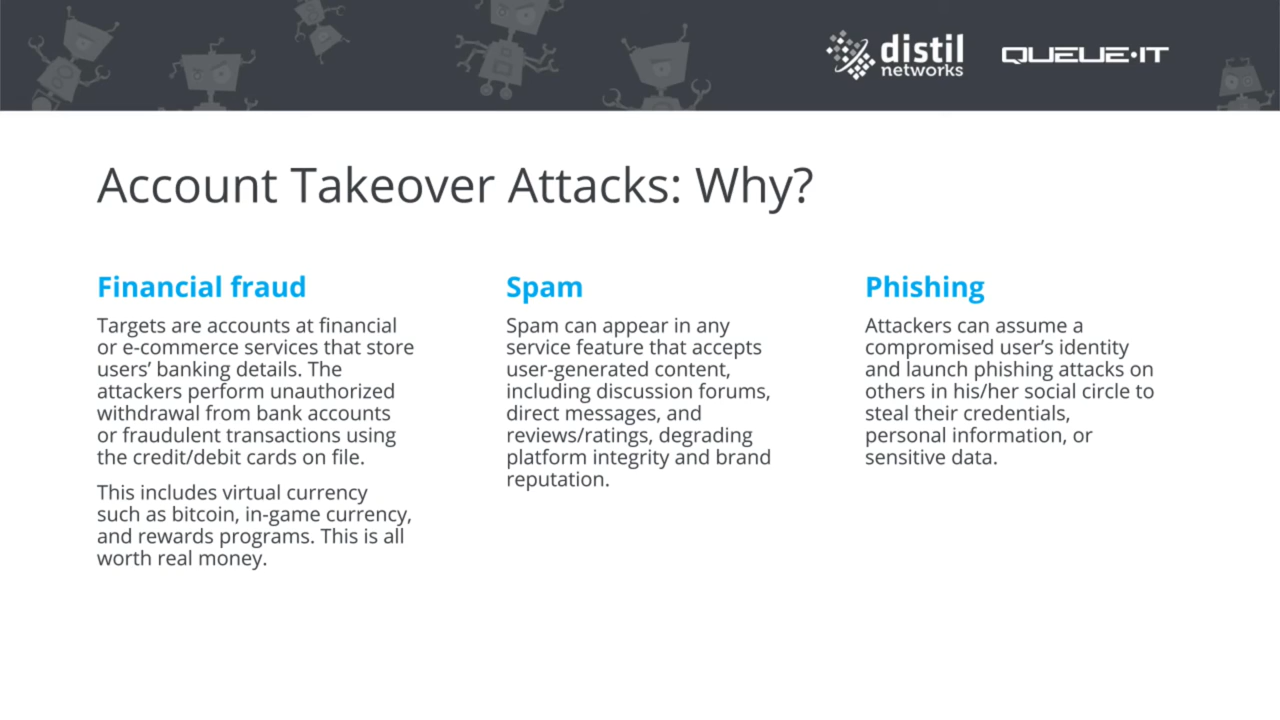 distil
networks
QUEUE-IT
Account Takeover Attacks: Why?
Financial fraud
Targets are accounts at financial
or e-commerce services that store
users’ banking details. The
attackers perform unauthorized
withdrawal from bank accounts
or fraudulent transactions using
the credit/debit cards on file.
This includes virtual currency
such as bitcoin, in-game currency,
and rewards programs. This is all
worth real money.
Spam
Spam can appear in any
service feature that accepts
user-generated content,
including discussion forums,
direct messages, and
reviews/ratings, degrading
platform integrity and brand
reputation.
Phishing
Attackers can assume a
compromised user’s identity
and launch phishing attacks on
others in his/her social circle to
steal their credentials,
personal information, or
sensitive data.